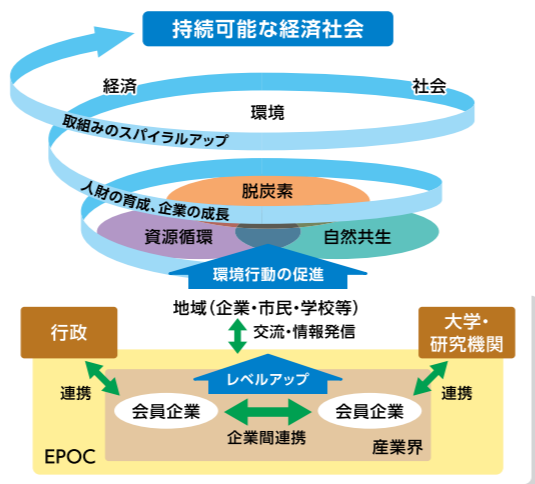 持続可能な経済社会
経済
社会
環境
取組みのスパイラルアップ
人財の育成、企業の成長
脱炭素
資源循環
自然共生
環境行動の促進
地域(企業・市民・学校等)
行政
交流・情報発信
大学・
研究機関
レベルアップ
連携
連携
会員企業
会員企業
企業間連携
産業界
EPOC